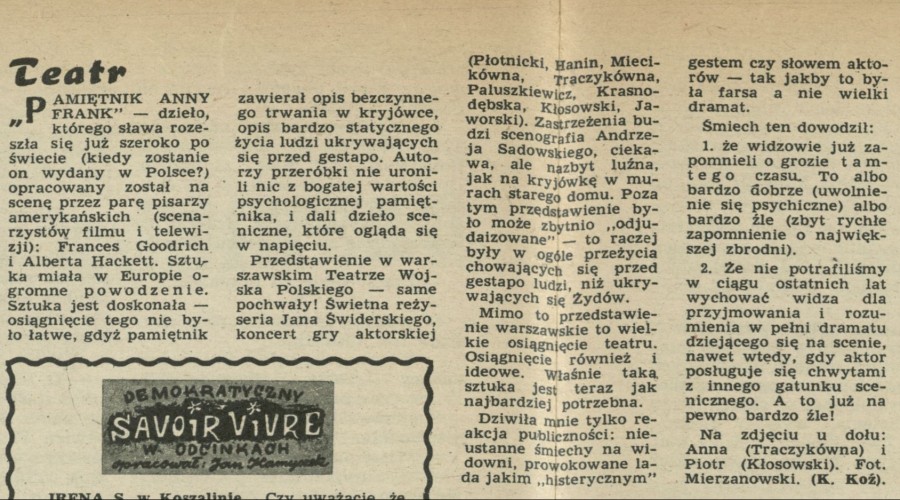 Teatr
„PAMIĘTNIK ANNY
FRANK" — dzieło,
którego sława roze-
szła się już szeroko po
świecie (kiedy zostanie
on wydany w Polsce?)
opracowany został na
scenę przez parę pisarzy
amerykańskich (scena-
rzystów filmu i telewi-
zji): Frances Goodrich
i Alberta Hackett. Sztu-
ka miała w Europie o-
gromne powodzenie.
Sztuka jest doskonała —
osiągnięcie tego nie by-
ło łatwe, gdyż pamiętnik
zawierał opis bezczynne-
go trwania w kryjówce,
opis bardzo statycznego
życia ludzi ukrywających
się przed gestapo. Auto-
rzy przeróbki nie uroni-
li nic z bogatej wartości
psychologicznej pamięt-
nika, i dali dzieło sce-
niczne, które ogląda się
w napięciu.
Przedstawienie w war-
szawskim Teatrze Woj-
ska Polskiego — same
pochwały! Świetna reży-
seria Jana Świderskiego,
koncert gry aktorskiej
(Płotnicki, Hanin, Mieci-
kówna, Traczykówna,
Paluszkiewicz, Krasno-
dębska, Kłosowski, Ja-
worski). Zastrzeżenia bu-
dzi scenografia Andrze-
ja Sadowskiego, cieka-
wa, ale nazbyt luźna,
jak na kryjówkę w mu-
rach starego domu. Poza
tym przedstawienie by-
ło może zbytnio „odju-
daizowane" — to raczej
były w ogóle przeżycia
chowających się przed
gestapo ludzi, niż ukry-
wających się Żydów.
Mimo to przedstawie-
nie warszawskie to wiel-
kie osiągnięcie teatru.
Osiągnięcie również i
ideowe. Właśnie taka
sztuka jest teraz jak
najbardziej potrzebna.
Dziwiła mnie tylko re-
akcja publiczności: nie-
ustanne śmiechy na wi-
downi, prowokowane la-
da jakim „histerycznym"
gestem czy słowem akto-
rów — tak jakby to by-
ła farsa a nie wielki
dramat.
Śmiech ten dowodził:
1. że widzowie już za-
pomnieli o grozie tam-
tego czasu. To albo
bardzo dobrze (uwolnie-
nie się psychiczne) albo
bardzo źle (zbyt rychłe
zapomnienie o najwięk-
szej zbrodni).
2. Że nie potrafiliśmy
w ciągu ostatnich lat
wychować widza dla
przyjmowania i rozu-
mienia w pełni dramatu
dziejącego się na scenie,
nawet wtedy, gdy aktor
posługuje się chwytami
z innego gatunku sce-
nicznego. A to już na
pewno bardzo źle!
Na zdjęciu u dołu:
Anna (Traczykówna) i
Piotr (Kłosowski). Fot.
Mierzanowski. (K. Koź).
DEMOKRATYCZNY
SAVOIR VIVRE
W ODCINKACH
opracował: Jan Kamyczek
IRENA S. w Koszalinie. Czy uważacie, że